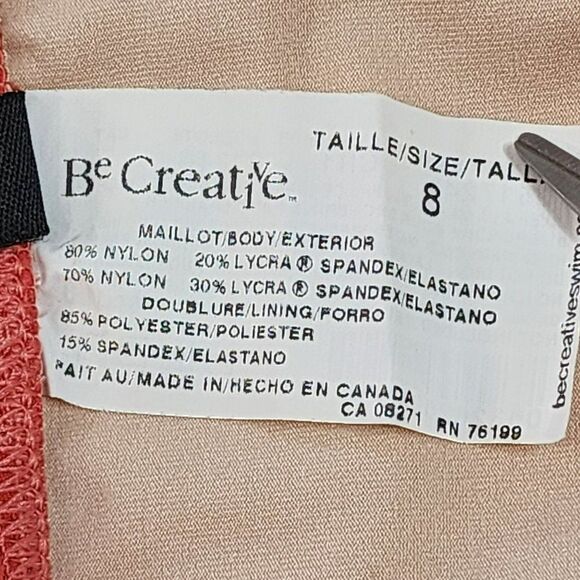 Be Creative™
TAILLE/SIZE/TALL
8
MAILLOT/BODY/EXTERIOR
80% NYLON 20% LYCRA ® SPANDEX/ELASTANO
70% NYLON 30% LYCRA ® SPANDEX/ELASTANO
DOUBLURE/LINING/FORRO
85% POLYESTER/POLIESTER
15% SPANDEX/ELASTANO
FAIT AU/MADE IN/HECHO EN CANADA
CA 08271 RN 76199
becreativeswim.